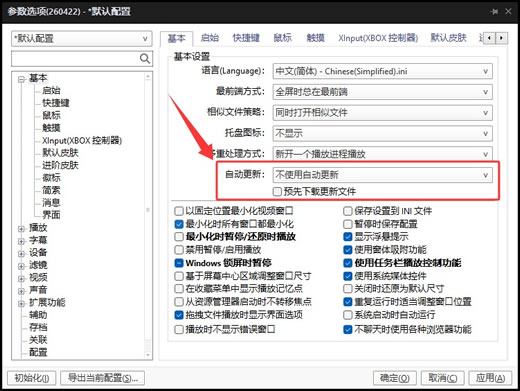 参数选项(260422) - *默认配置
*默认配置
基本
启始
快捷键
鼠标
触摸
XInput(XBOX 控制器)
默认皮肤
进阶皮肤
徽标
简素
消息
界面
播放
字幕
设备
滤镜
视频
声音
扩展功能
辅助
存档
关联
配置
基本 启始 快捷键 鼠标 触摸 XInput(XBOX 控制器) 默认皮肤 进
基本设置
语言(Language): 中文(简体) - Chinese(Simplified).ini
最前端方式: 全屏时总在最前端
相似文件策略: 同时打开相似文件
托盘图标: 不显示
多重处理方式: 新开一个播放进程播放
自动更新: 不使用自动更新
预先下载更新文件
以固定位置最小化视频窗口
最小化时所有窗口都最小化
最小化时暂停/还原时播放
禁用暂停/启用播放
Windows 锁屏时暂停
基于屏幕中心区域调整窗口尺寸
在收藏菜单中显示播放记忆点
从资源管理器启动时不转移焦点
拖拽文件播放时显示界面选项
播放时不显示错误窗口
保存设置到 INI 文件
暂停时保存配置
显示浮悬提示
使用窗体吸附功能
使用任务栏播放控制功能
使用系统媒体控件
关闭时还原为默认尺寸
重复运行时适当调整窗口位置
系统启动时自动运行
不聊天时使用各种浏览器功能
初始化(I) 导出当前配置(S)... 确定(O) 取消(C) 应用(A)